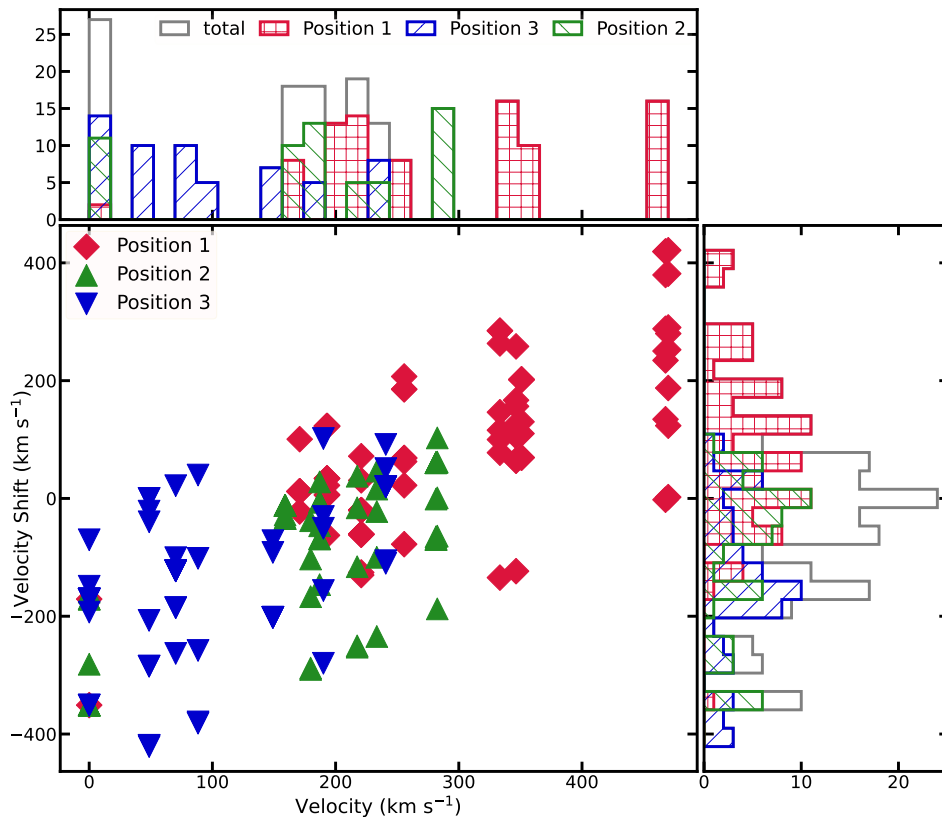 total Position 1 Position 3 Position 2
25
20
15
10
5
0
Position 1
Position 2
Position 3
400
200
0
−200
−400
Velocity Shift (km s⁻¹)
0 100 200 300 400
Velocity (km s⁻¹)
0 10 20